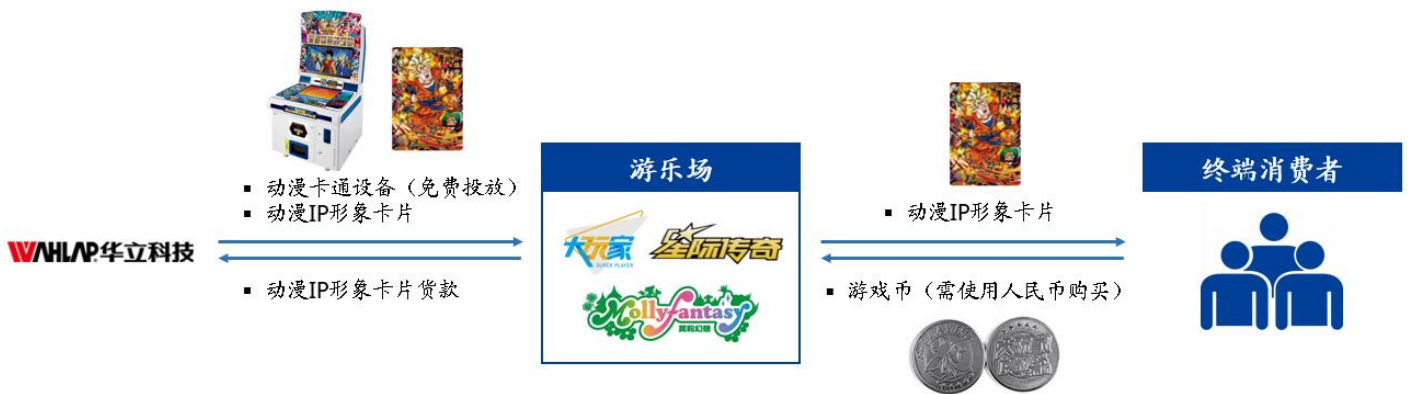 ▪ 动漫卡通设备（免费投放）
▪ 动漫IP形象卡片
WAHLAP华立科技
▪ 动漫IP形象卡片货款
游乐场
大玩家
SUPER PLAYER
星际传奇
Mollyfantasy
莫莉幻想
▪ 动漫IP形象卡片
▪ 游戏币（需使用人民币购买）
终端消费者